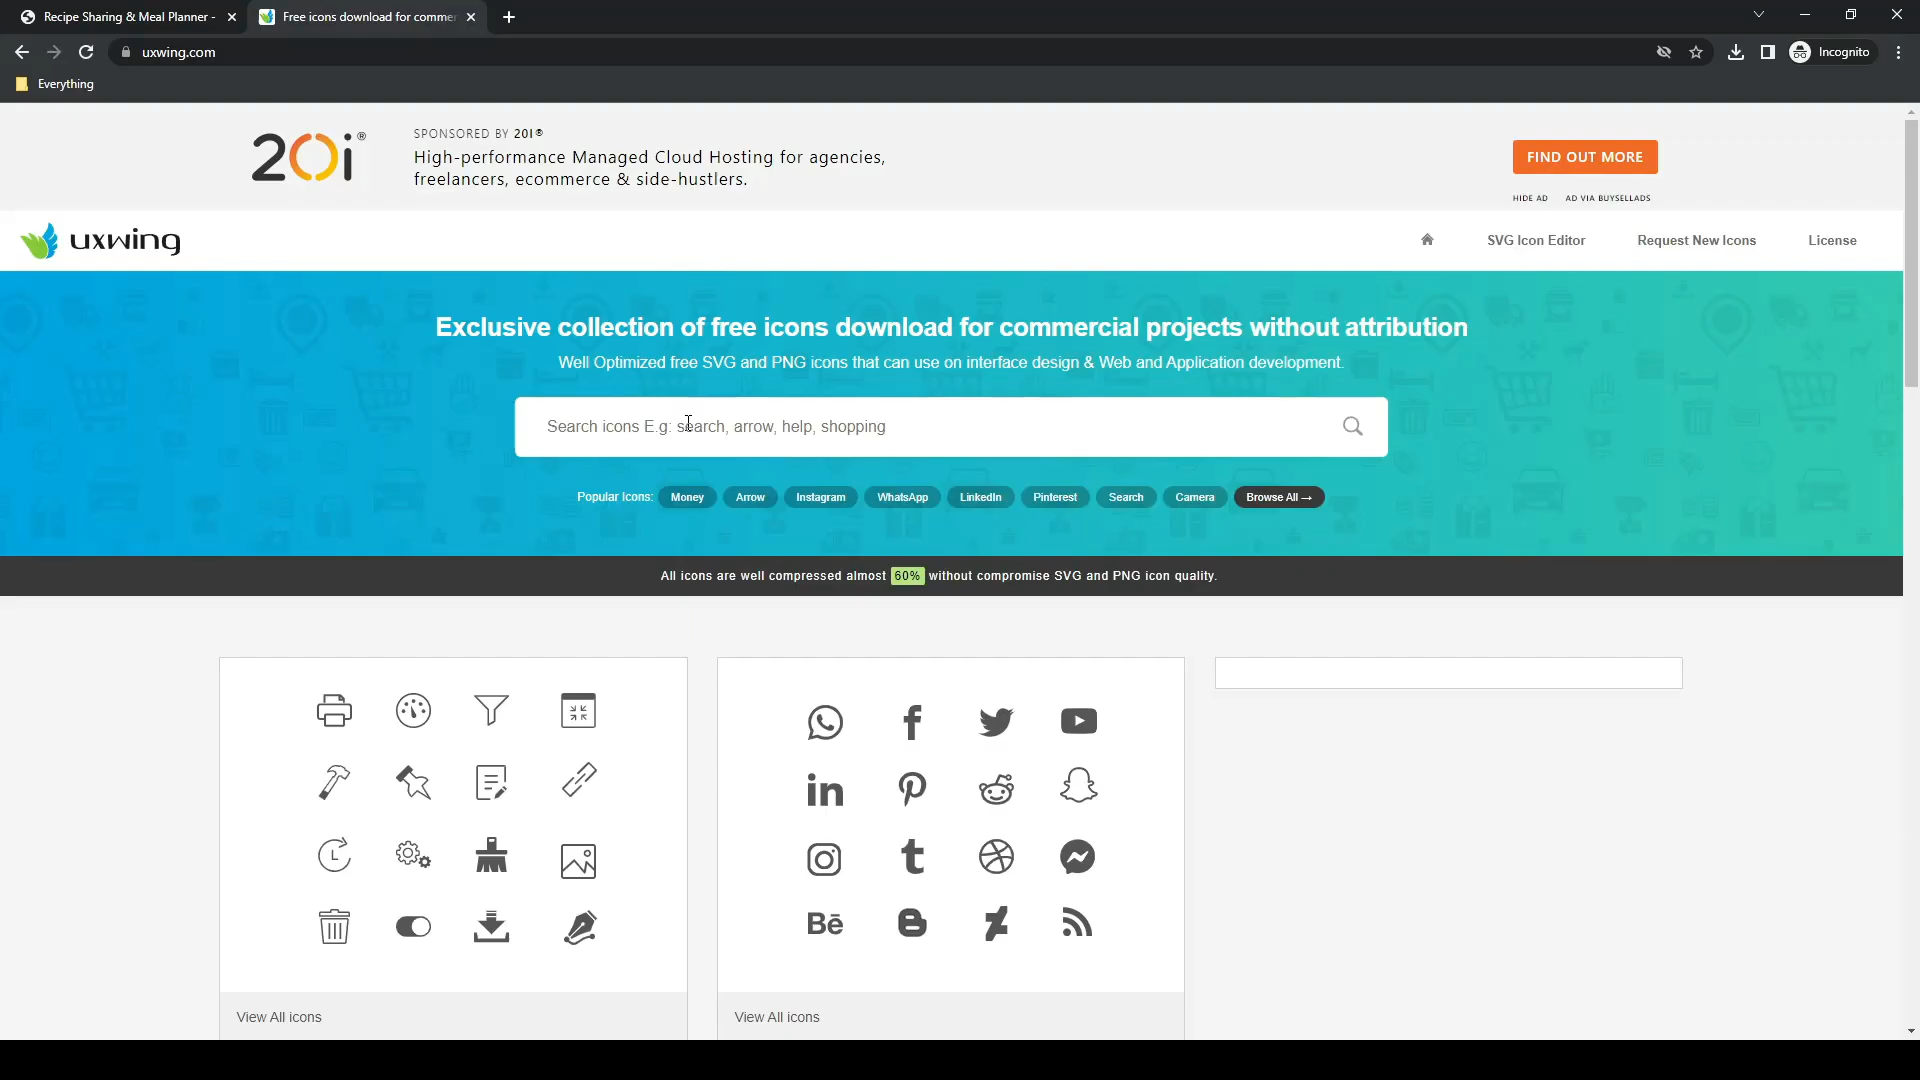 Recipe Sharing & Meal Planner -
Free icons download for commer
uxwing.com
Incognito
Everything
20i®
SPONSORED BY 20I®
High-performance Managed Cloud Hosting for agencies,
freelancers, ecommerce & side-hustlers.
FIND OUT MORE
HIDE AD AD VIA BUYSELLADS
uxwing
SVG Icon Editor Request New Icons License
Exclusive collection of free icons download for commercial projects without attribution
Well Optimized free SVG and PNG icons that can use on interface design & Web and Application development.
Search icons E.g: search, arrow, help, shopping
Popular Icons: Money Arrow Instagram WhatsApp LinkedIn Pinterest Search Camera Browse All →
All icons are well compressed almost 60% without compromise SVG and PNG icon quality.
View All icons
View All icons